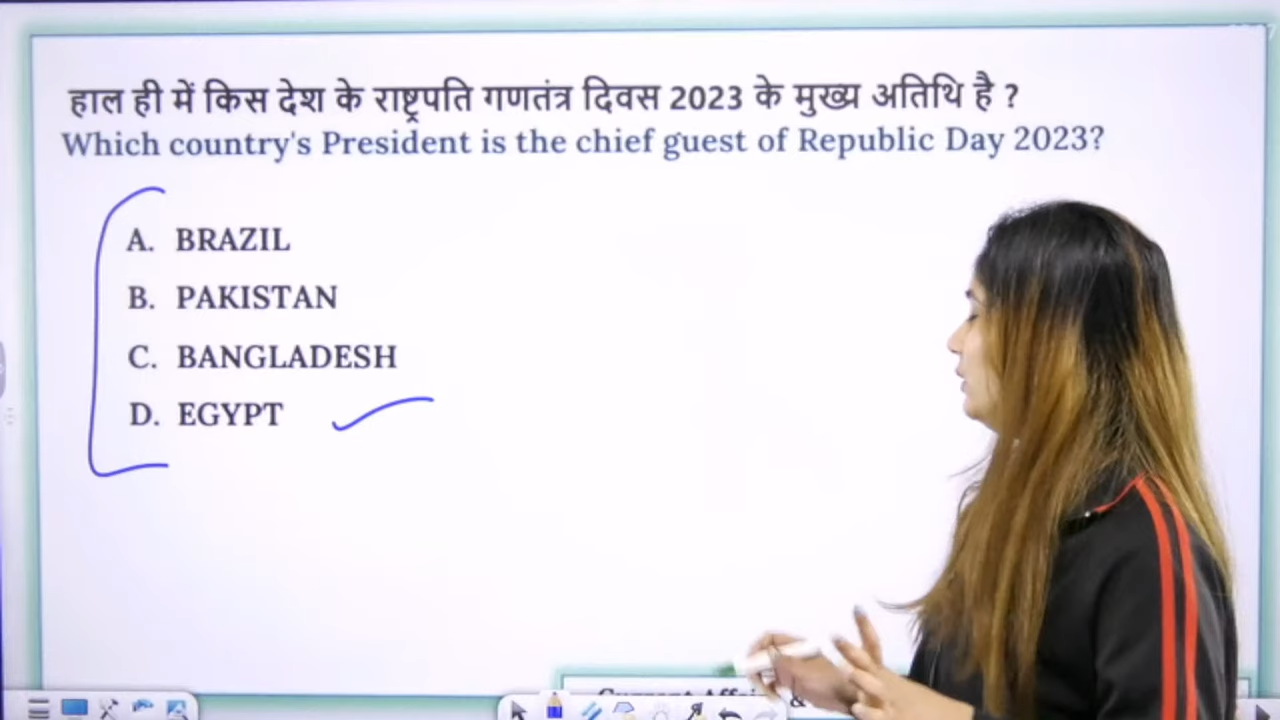 हाल ही में किस देश के राष्ट्रपति गणतंत्र दिवस 2023 के मुख्य अतिथि है ?
Which country's President is the chief guest of Republic Day 2023?
A. BRAZIL
B. PAKISTAN
C. BANGLADESH
D. EGYPT
Current &